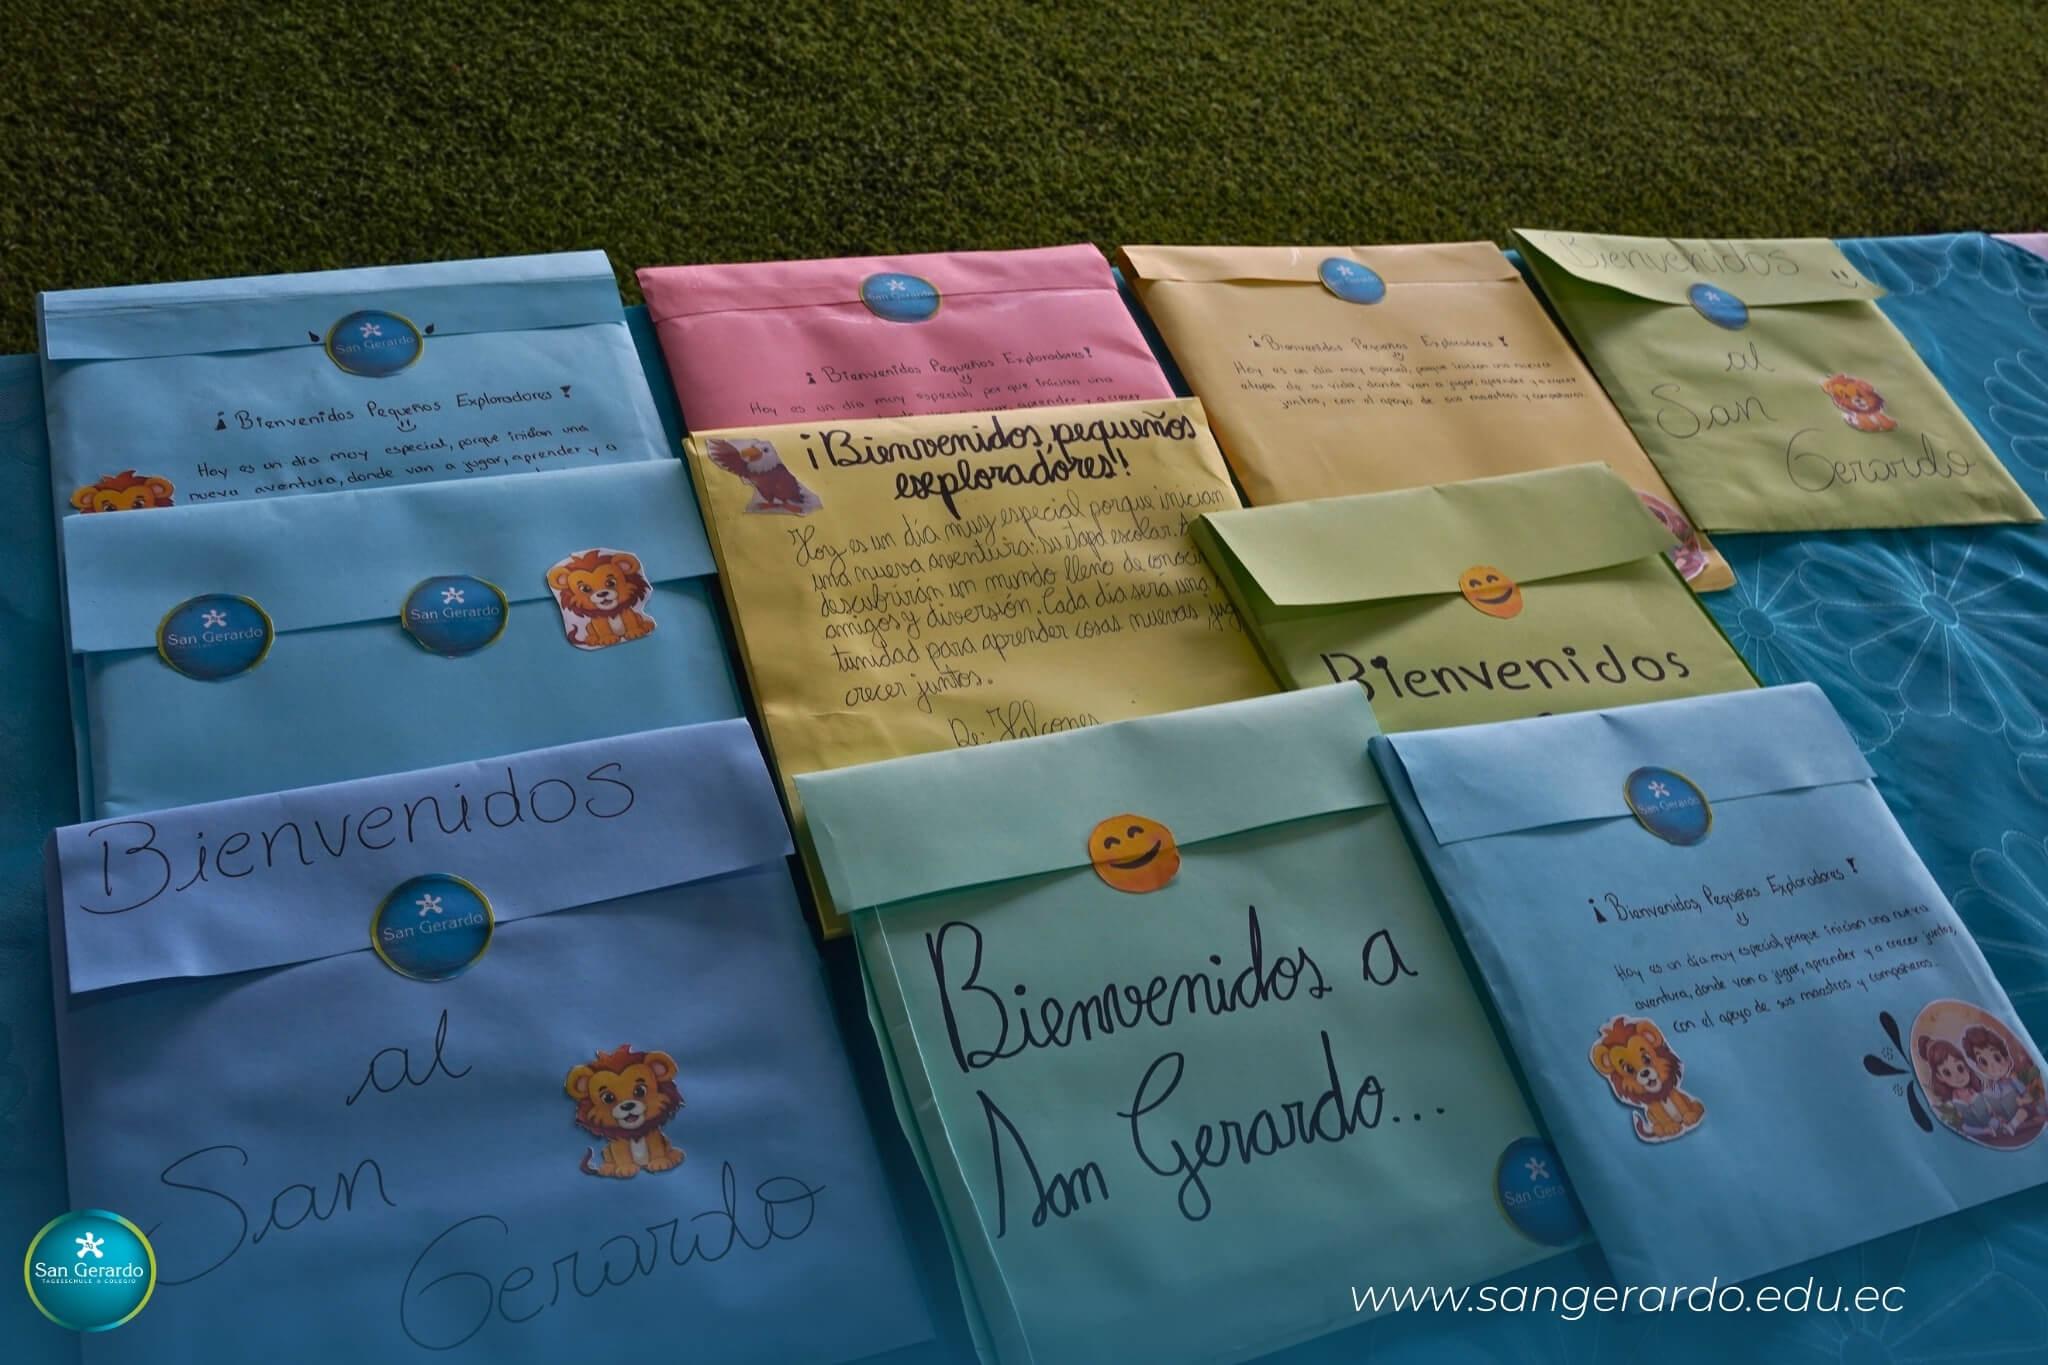 San Gerardo
¡Bienvenidos Pequeños Exploradores!
Hoy es un día muy especial, porque inician una
nueva aventura, donde van a jugar, aprender y a
San Gerardo
¡Bienvenidos Pequeños Exploradores!
Hoy es un día muy especial, por que inician una
San Gerardo
¡Bienvenidos Pequeños Exploradores!
Hoy es un día muy especial, porque inician una nueva
etapa de su vida, donde van a jugar, aprender y a crecer
juntos, con el apoyo de sus maestros y compañeros.
Bienvenidos
San Gerardo
al
San
Gerardo
San Gerardo
San Gerardo
¡Bienvenidos, pequeños
exploradores!
Hoy es un día muy especial porque inician
una nueva aventura: su etapa escolar. A
descubrirán un mundo lleno de
amigos y diversión. Cada día será una
tunidad para aprender cosas nuevas, jug
crecer juntos.
De: Halcones
Bienvenidos
Bienvenidos
San Gerardo
al
San
Gerardo
Bienvenidos a
San Gerardo...
San Gera
San Gerardo
¡Bienvenidos, Pequeños Exploradores!
Hoy es un día muy especial, porque inician una nueva
aventura, donde van a jugar, aprender y a crecer juntos,
con el apoyo de sus maestros y compañeros...
San Gerardo
TAGESSCHULE & COLEGIO
www.sangerardo.edu.ec